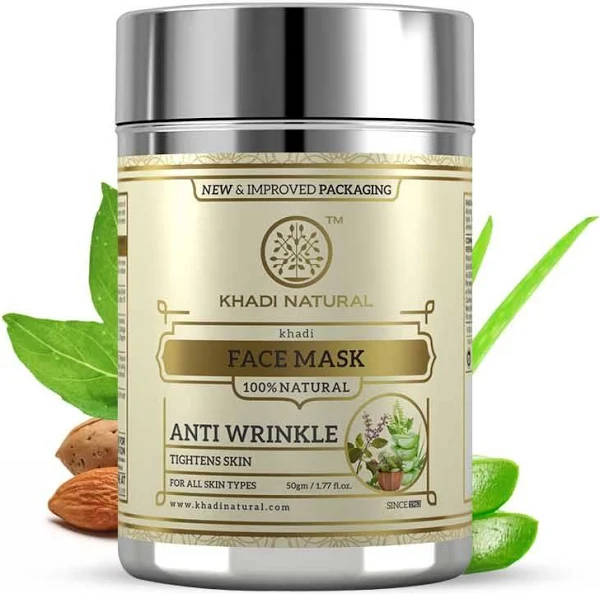 NEW & IMPROVED PACKAGING
TM
KHADI NATURAL
khadi
FACE MASK
100% NATURAL
ANTI WRINKLE
TIGHTENS SKIN
FOR ALL SKIN TYPES
50gm / 1.77 fl.oz.
www.khadinatural.com
SINCE